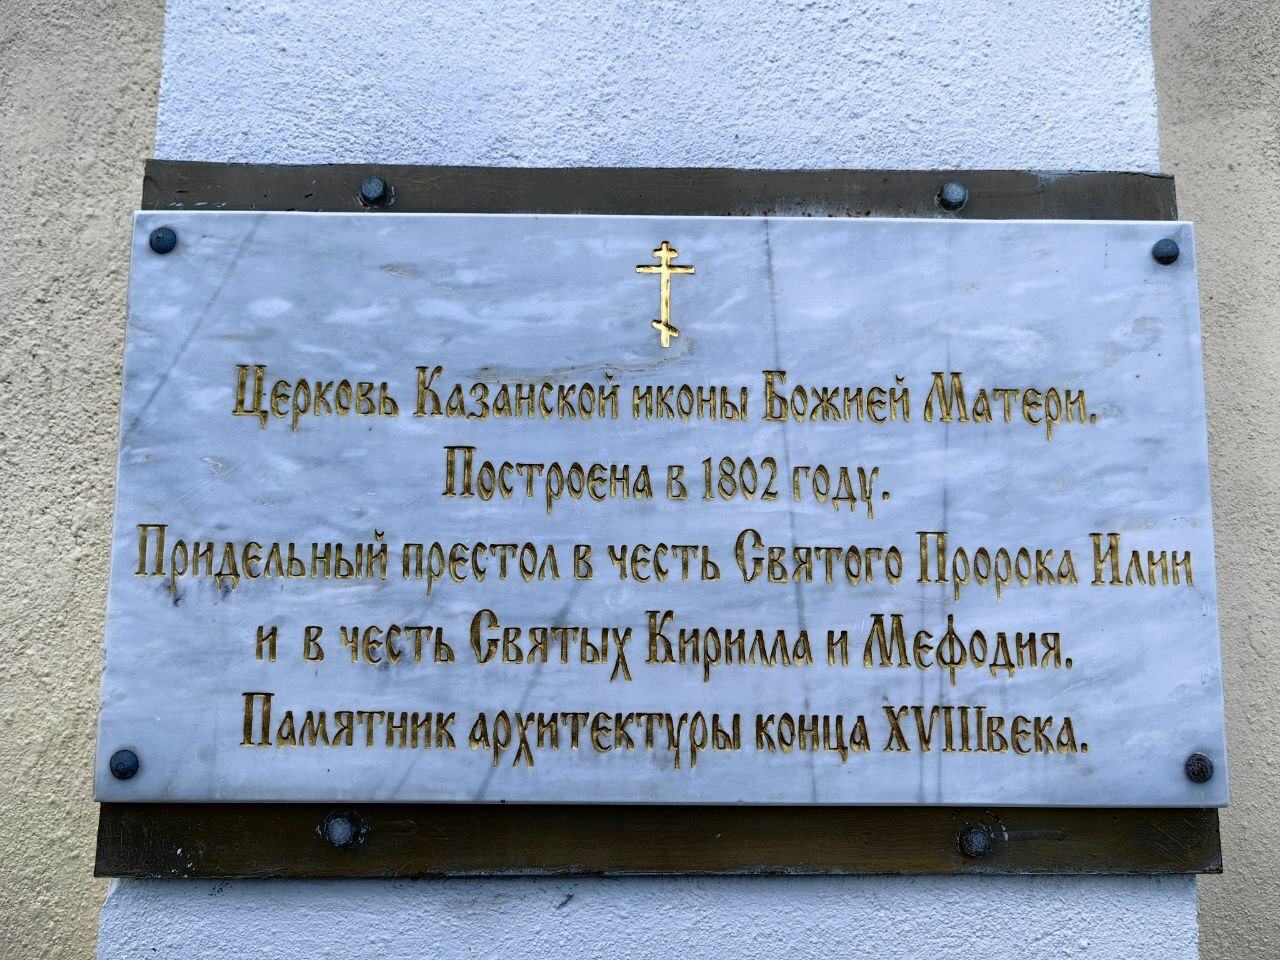 Церковь Казанской иконы Божией Матери.
Построена в 1802 году.
Придельный престол в честь Святого Пророка Илии
и в честь Святых Кирилла и Мефодия.
Памятник архитектуры конца XVIIIвека.